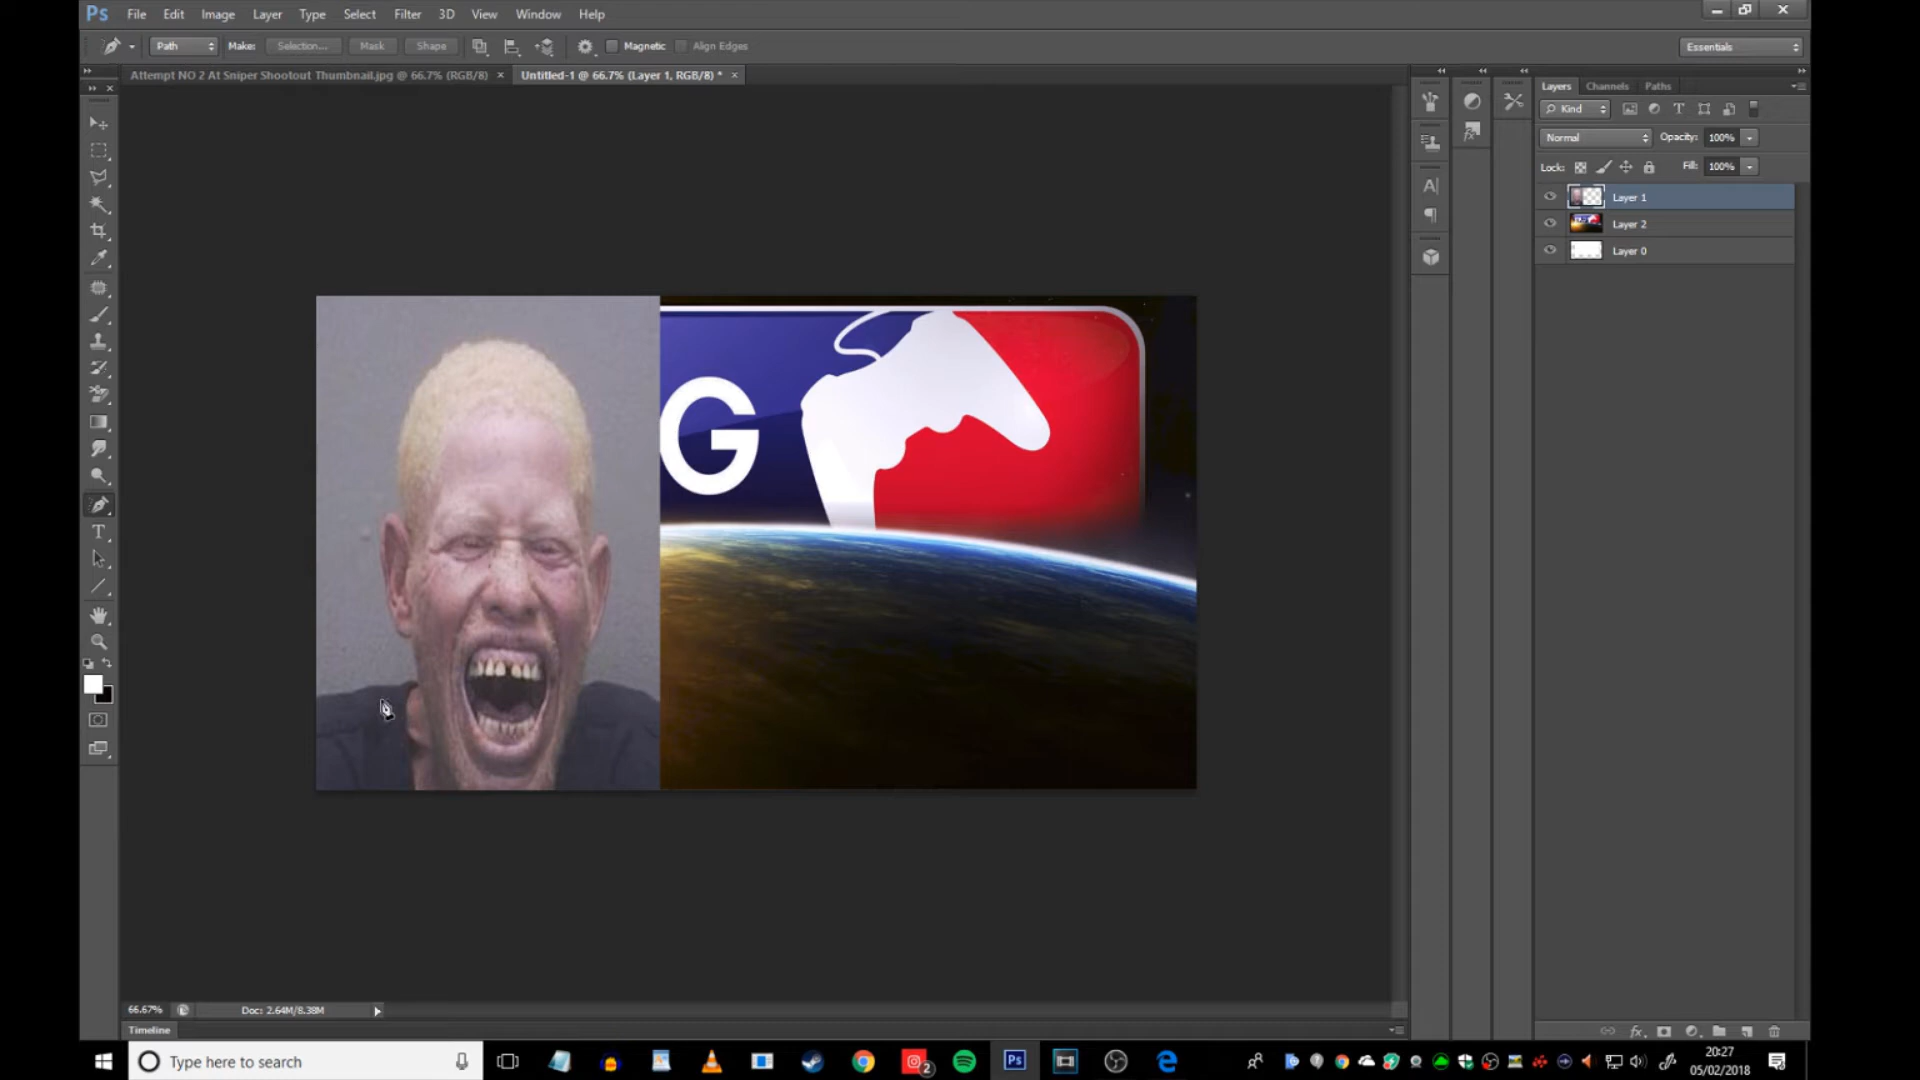 Ps File Edit Image Layer Type Select Filter 3D View Window Help
Path Make: Selection... Mask Shape Magnetic Align Edges Essentials
Attempt NO 2 At Sniper Shootout Thumbnail.jpg @ 66.7% (RGB/8) × Untitled-1 @ 66.7% (Layer 1, RGB/8) * ×
Layers Channels Paths
Kind
Normal Opacity: 100%
Lock: Fill: 100%
Layer 1
Layer 2
Layer 0
G
66.67% Doc: 2.64M/8.38M
Timeline
Type here to search
2
Ps
20:27
05/02/2018